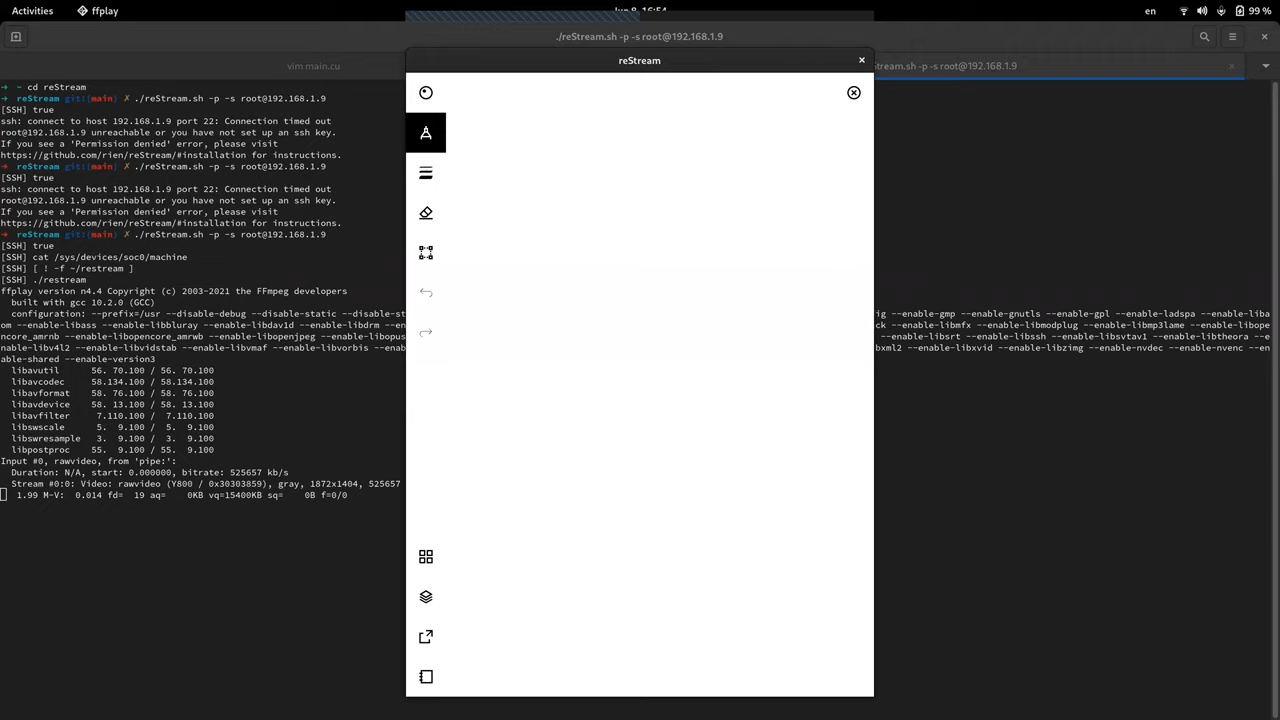 Activities
ffplay
16:54
en
99 %
./reStream.sh -p -s root@192.168.1.9
vim main.cu
reStream
stream.sh -p -s root@192.168.1.9
➜ ~ cd reStream
➜ reStream git:(main) ✗ ./reStream.sh -p -s root@192.168.1.9
[SSH] true
ssh: connect to host 192.168.1.9 port 22: Connection timed out
root@192.168.1.9 unreachable or you have not set up an ssh key.
If you see a 'Permission denied' error, please visit
https://github.com/rien/reStream/#installation for instructions.
➜ reStream git:(main) ✗ ./reStream.sh -p -s root@192.168.1.9
[SSH] true
ssh: connect to host 192.168.1.9 port 22: Connection timed out
root@192.168.1.9 unreachable or you have not set up an ssh key.
If you see a 'Permission denied' error, please visit
https://github.com/rien/reStream/#installation for instructions.
➜ reStream git:(main) ✗ ./reStream.sh -p -s root@192.168.1.9
[SSH] true
[SSH] cat /sys/devices/soc0/machine
[SSH] [ ! -f ~/restream ]
[SSH] ./restream
ffplay version n4.4 Copyright (c) 2003-2021 the FFmpeg developers
built with gcc 10.2.0 (GCC)
configuration: --prefix=/usr --disable-debug --disable-static --disable-st ig --enable-gmp --enable-gnutls --enable-gpl --enable-ladspa --enable-lib
om --enable-libass --enable-libbluray --enable-libdav1d --enable-libdrm --en ck --enable-libmfx --enable-libmodplug --enable-libmp3lame --enable-libope
ncore_amrnb --enable-libopencore_amrwb --enable-libopenjpeg --enable-libopus --enable-libsrt --enable-libssh --enable-libsvtav1 --enable-libtheora --e
nable-libv4l2 --enable-libvidstab --enable-libvmaf --enable-libvorbis --enab bxml2 --enable-libxvid --enable-libzimg --enable-nvdec --enable-nvenc --en
able-shared --enable-version3
libavutil 56. 70.100 / 56. 70.100
libavcodec 58.134.100 / 58.134.100
libavformat 58. 76.100 / 58. 76.100
libavdevice 58. 13.100 / 58. 13.100
libavfilter 7.110.100 / 7.110.100
libswscale 5. 9.100 / 5. 9.100
libswresample 3. 9.100 / 3. 9.100
libpostproc 55. 9.100 / 55. 9.100
Input #0, rawvideo, from 'pipe:':
Duration: N/A, start: 0.000000, bitrate: 525657 kb/s
Stream #0:0: Video: rawvideo (Y800 / 0x30303859), gray, 1872x1404, 525657
1.99 M-V: 0.014 fd= 19 aq= 0KB vq=15400KB sq= 0B f=0/0